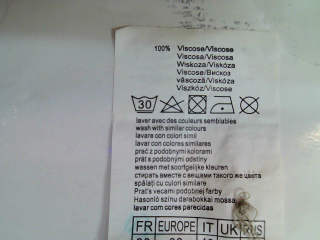 100% Viscose/Viscose
Viscosa/Viscosa
Wiskoza/Viskóza
Viscose/Вискоз
vâscoză/Viskóza
Viszkóz/Viscose
30
laver avec des couleurs semblables
wash with similar colours
lavare con colori simil
lavar con colores similares
prać z podobnymi kolorami
prát s podobnými odstíny
wassen met soortgelijke kleuren
стирать вместе с вещами такого же цвета
spălați cu culori similare
Prať s vecami podobnej farby
Hasonló színű darabokkal mossa
lavar com cores parecidas
FR EUROPE IT UK RUS